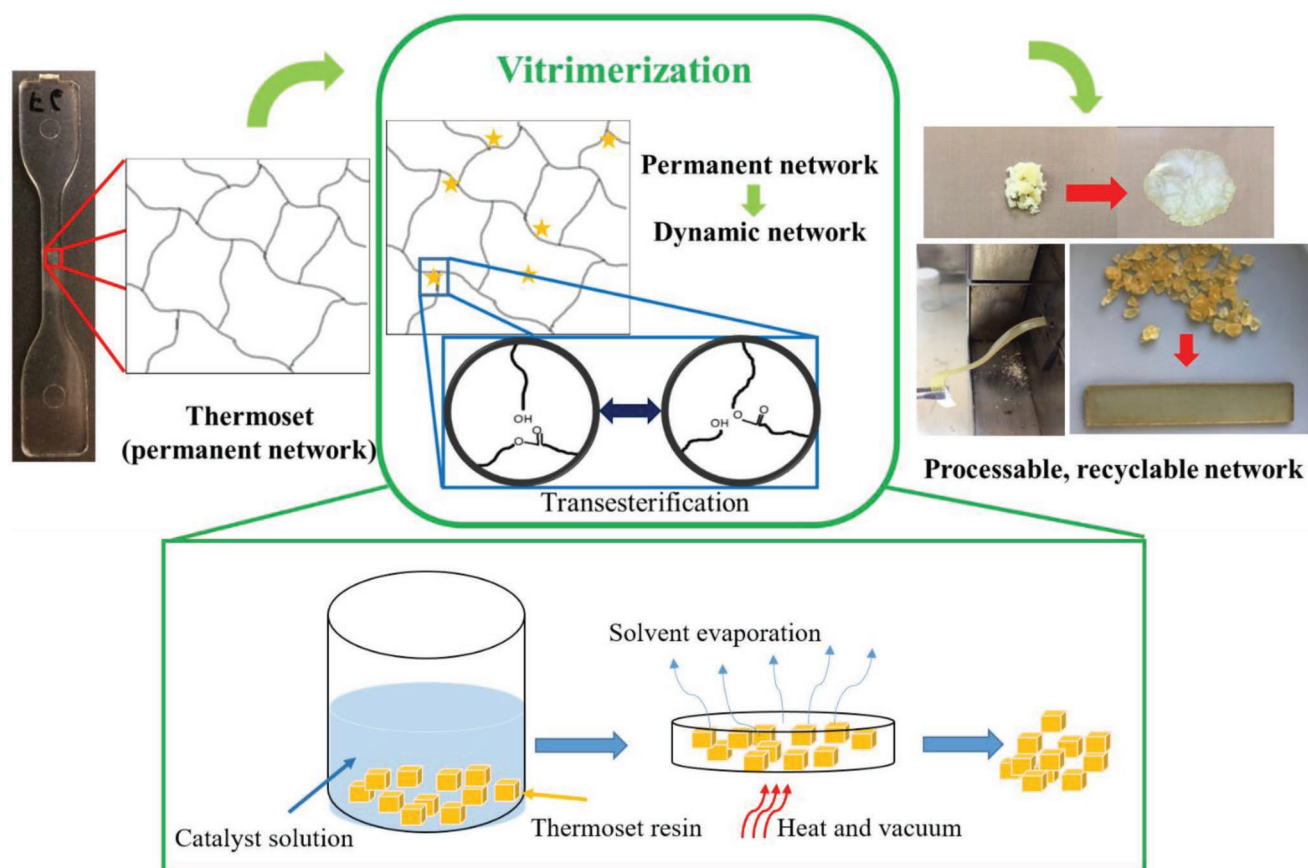 Vitrimerization
Permanent network
Dynamic network
Thermoset
(permanent network)
OH
O
O
OH
O
O
Transesterification
Processable, recyclable network
Solvent evaporation
Catalyst solution
Thermoset resin
Heat and vacuum